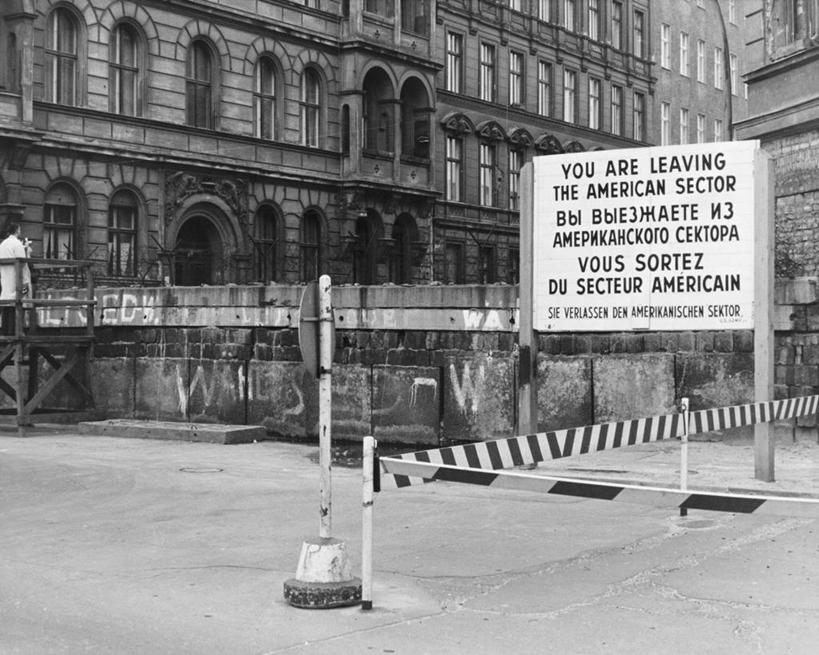 YOU ARE LEAVING
THE AMERICAN SECTOR
ВЫ ВЫЕЗЖАЕТЕ ИЗ
АМЕРИКАНСКОГО СЕКТОРА
VOUS SORTEZ
DU SECTEUR AMÉRICAIN
SIE VERLASSEN DEN AMERIKANISCHEN SEKTOR